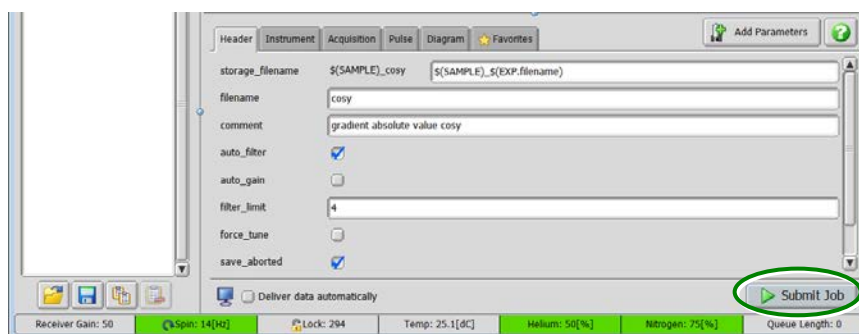 Header Instrument Acquisition Pulse Diagram Favorites Add Parameters
storage_filename $(SAMPLE)_cosy $(SAMPLE)_$(EXP.filename)
filename cosy
comment gradient absolute value cosy
auto_filter
auto_gain
filter_limit 4
force_tune
save_aborted
Deliver data automatically Submit Job
Receiver Gain: 50 Spin: 14[Hz] Lock: 294 Temp: 25.1[dC] Helium: 50[%] Nitrogen: 75[%] Queue Length: 0